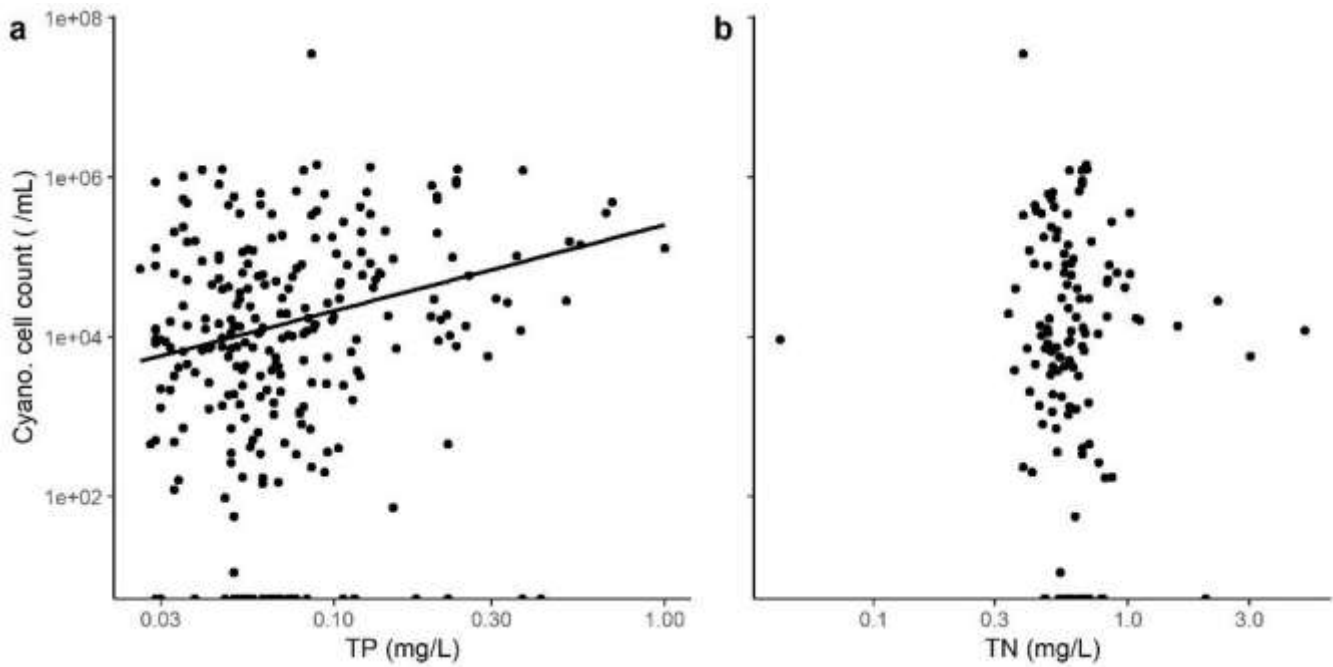 a
b
1e+08
1e+06
1e+04
1e+02
Cyano. cell count ( /mL)
0.03 0.10 0.30 1.00
TP (mg/L)
0.1 0.3 1.0 3.0
TN (mg/L)